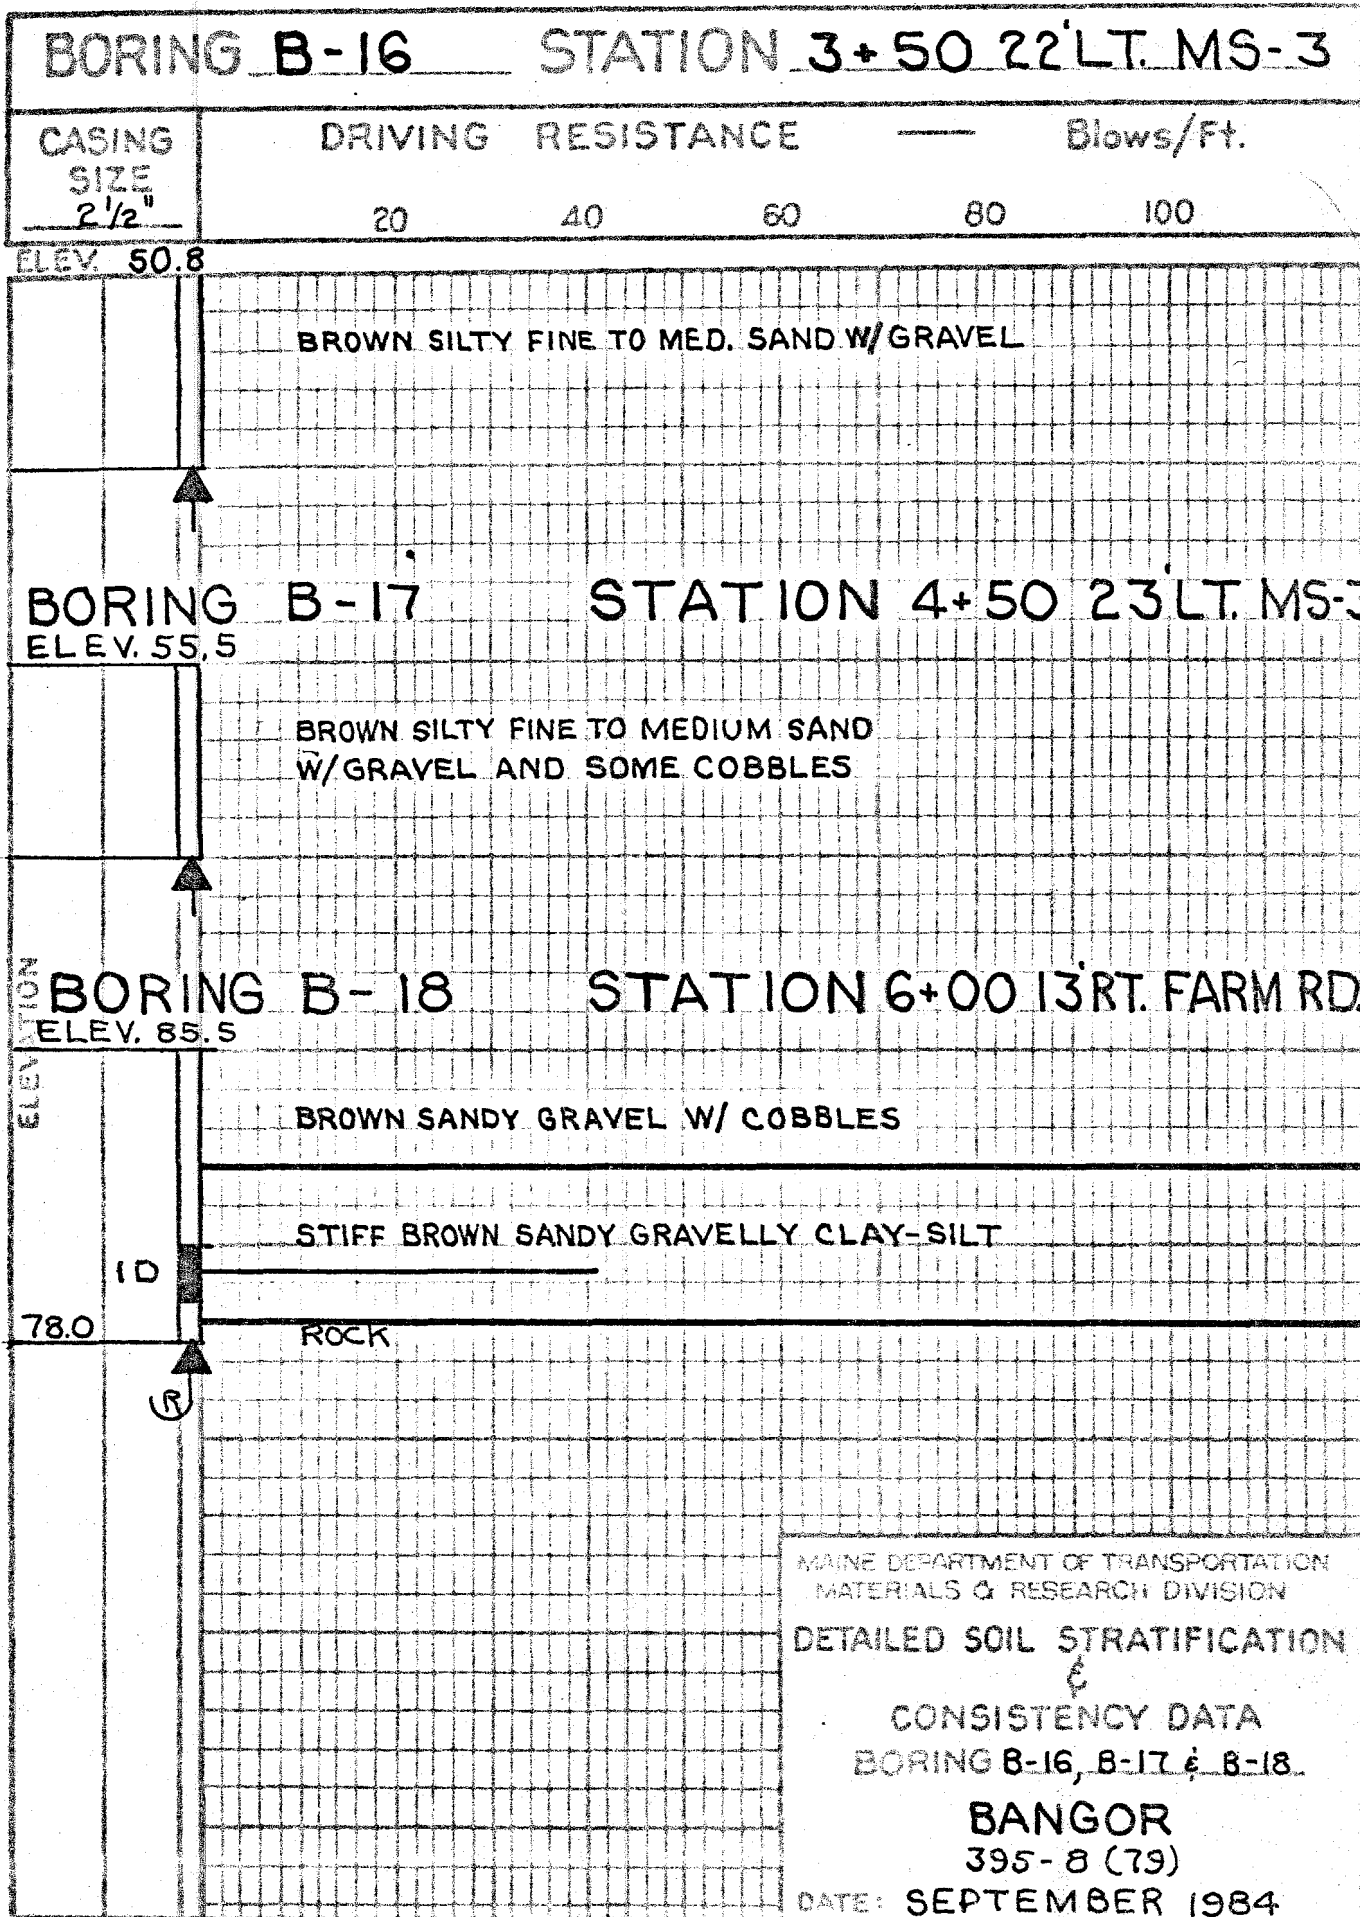 BORING B-16 STATION 3+50 22'LT. MS-3
CASING SIZE 2 1/2"
DRIVING RESISTANCE — Blows/Ft.
20 40 60 80 100
ELEV. 50.8
BROWN SILTY FINE TO MED. SAND W/GRAVEL
BORING B-17 STATION 4+50 23'LT. MS-3
ELEV. 55.5
BROWN SILTY FINE TO MEDIUM SAND
W/GRAVEL AND SOME COBBLES
ELEVATION
BORING B-18 STATION 6+00 13'RT. FARM RD.
ELEV. 85.5
BROWN SANDY GRAVEL W/ COBBLES
STIFF BROWN SANDY GRAVELLY CLAY-SILT
1D
78.0
ROCK
R
MAINE DEPARTMENT OF TRANSPORTATION
MATERIALS & RESEARCH DIVISION
DETAILED SOIL STRATIFICATION
&
CONSISTENCY DATA
BORING B-16, B-17 & B-18
BANGOR
395-8 (79)
DATE: SEPTEMBER 1984